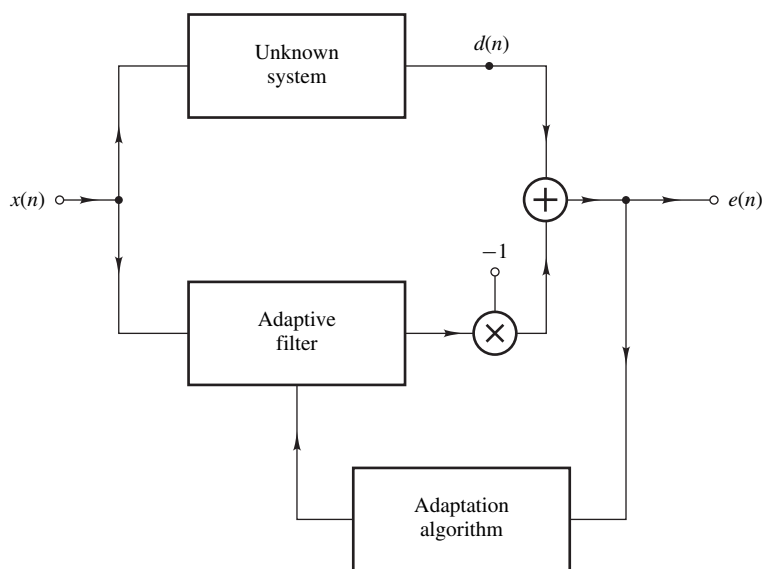 Unknown
system
d(n)
x(n)
+
e(n)
−1
Adaptive
filter
×
Adaptation
algorithm